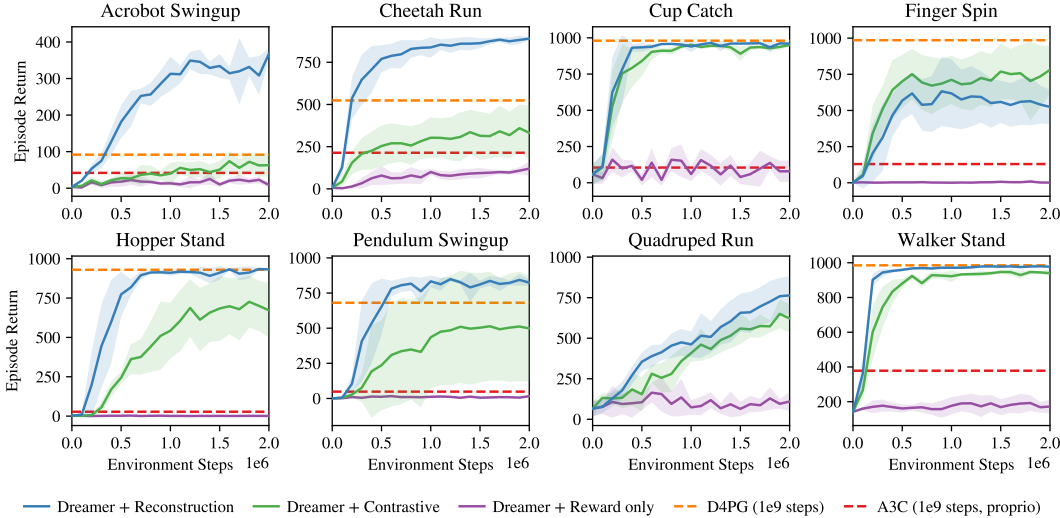 Acrobot Swingup
Cheetah Run
Cup Catch
Finger Spin
Episode Return
400
300
200
100
0
0.0 0.5 1.0 1.5 2.0
750
500
250
0
0.0 0.5 1.0 1.5 2.0
1000
750
500
250
0
0.0 0.5 1.0 1.5 2.0
1000
750
500
250
0
0.0 0.5 1.0 1.5 2.0
Hopper Stand
Pendulum Swingup
Quadruped Run
Walker Stand
Episode Return
1000
750
500
250
0
0.0 0.5 1.0 1.5 2.0
Environment Steps 1e6
1000
750
500
250
0
0.0 0.5 1.0 1.5 2.0
Environment Steps 1e6
1000
750
500
250
0
0.0 0.5 1.0 1.5 2.0
Environment Steps 1e6
1000
800
600
400
200
0.0 0.5 1.0 1.5 2.0
Environment Steps 1e6
Dreamer + Reconstruction Dreamer + Contrastive Dreamer + Reward only D4PG (1e9 steps) A3C (1e9 steps, proprio)